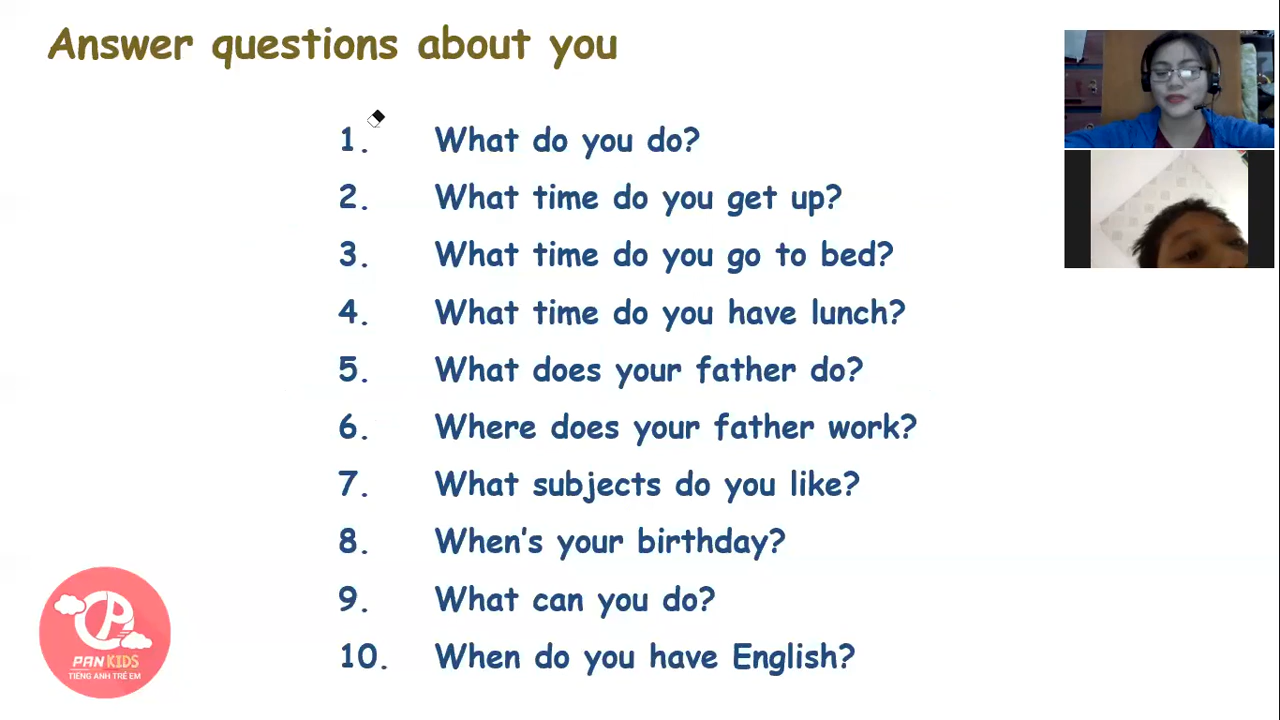 Answer questions about you
1. What do you do?
2. What time do you get up?
3. What time do you go to bed?
4. What time do you have lunch?
5. What does your father do?
6. Where does your father work?
7. What subjects do you like?
8. When's your birthday?
9. What can you do?
10. When do you have English?
PAN KIDS
TIẾNG ANH TRẺ EM